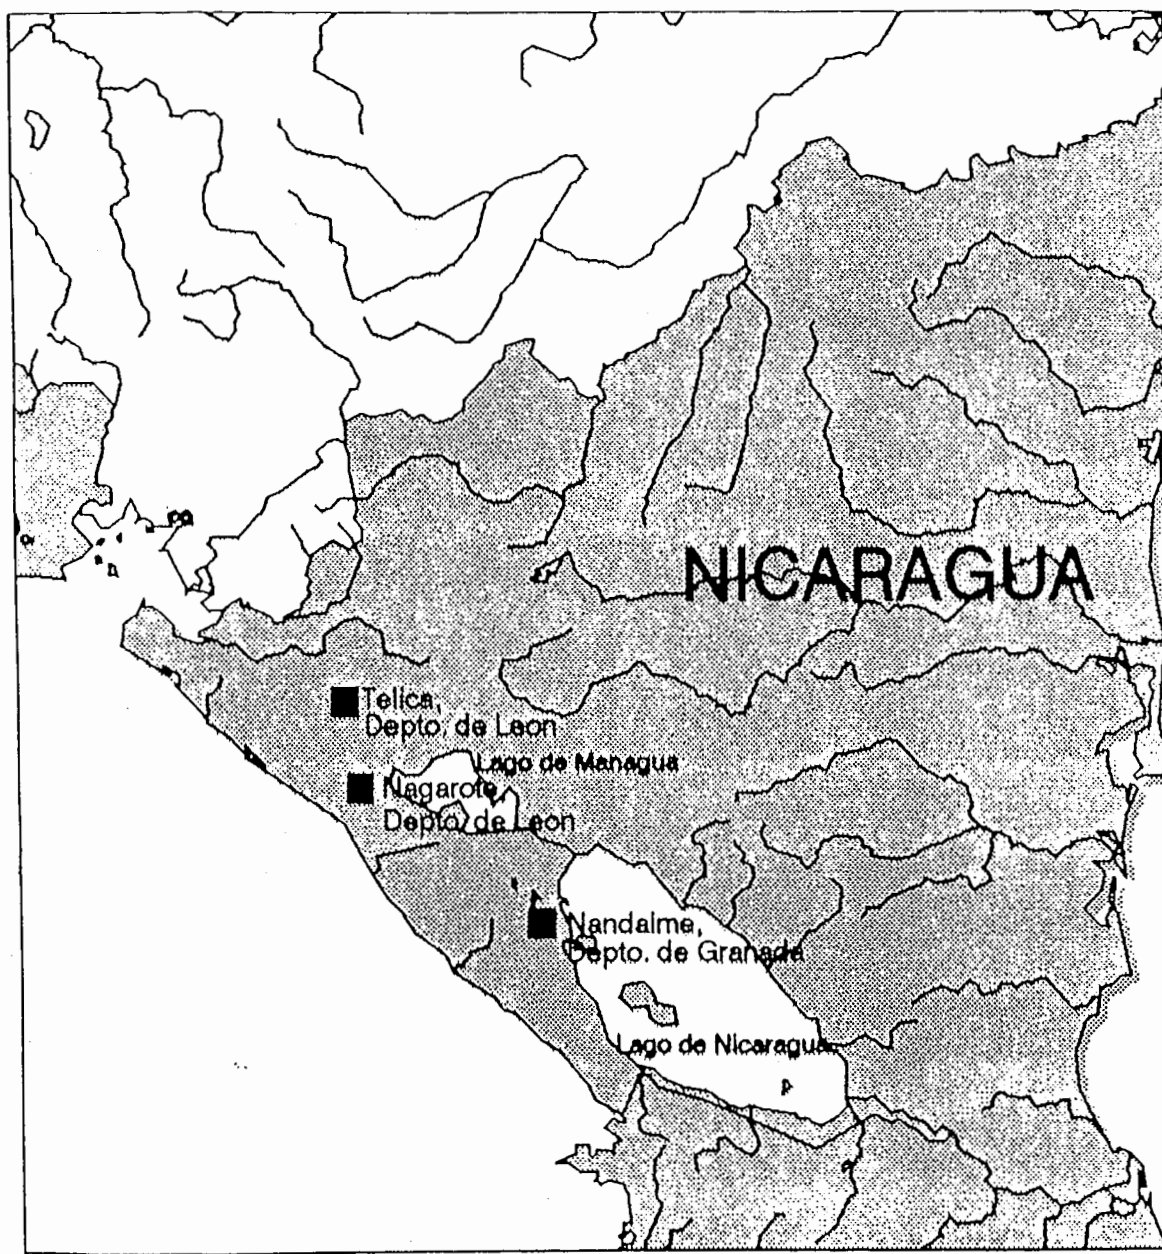 NICARAGUA
Telica,
Depto. de Leon
Lago de Managua
Nagarote,
Depto. de Leon
Nandaime,
Depto. de Granada
Lago de Nicaragua